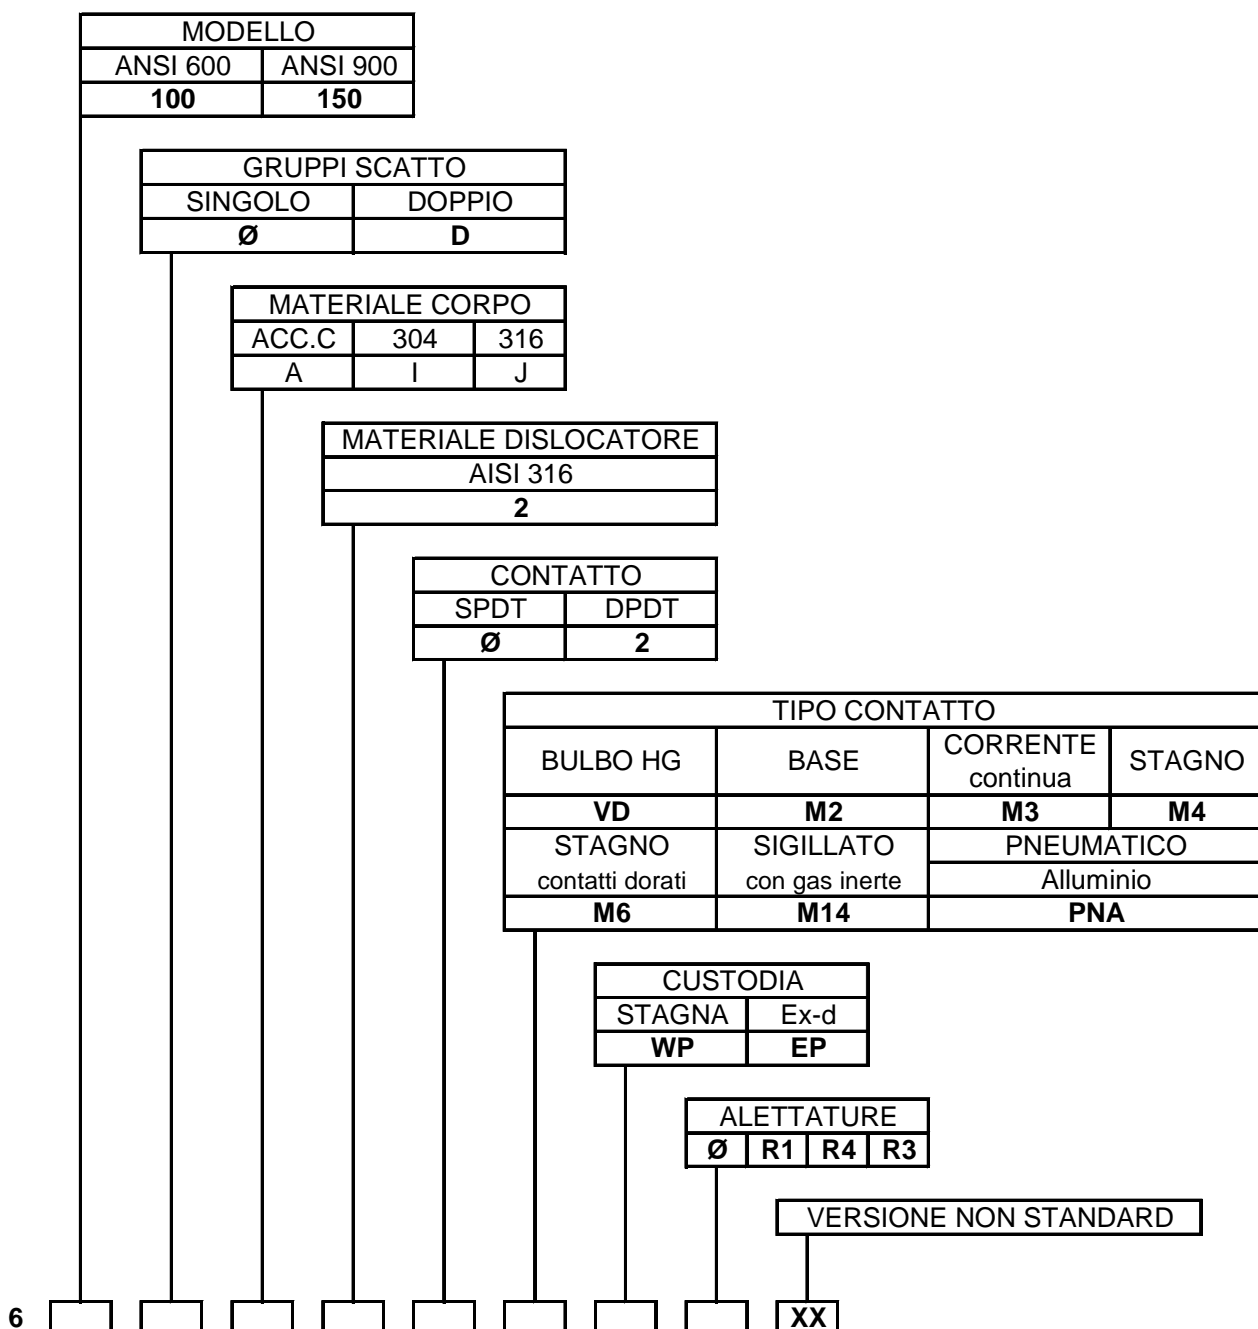 MODELLO
ANSI 600 ANSI 900
100 150
GRUPPI SCATTO
SINGOLO DOPPIO
Ø D
MATERIALE CORPO
ACC.C 304 316
A I J
MATERIALE DISLOCATORE
AISI 316
2
CONTATTO
SPDT DPDT
Ø 2
TIPO CONTATTO
BULBO HG BASE CORRENTE continua STAGNO
VD M2 M3 M4
STAGNO SIGILLATO PNEUMATICO
contatti dorati con gas inerte Alluminio
M6 M14 PNA
CUSTODIA
STAGNA Ex-d
WP EP
ALETTATURE
Ø R1 R4 R3
VERSIONE NON STANDARD
6 XX